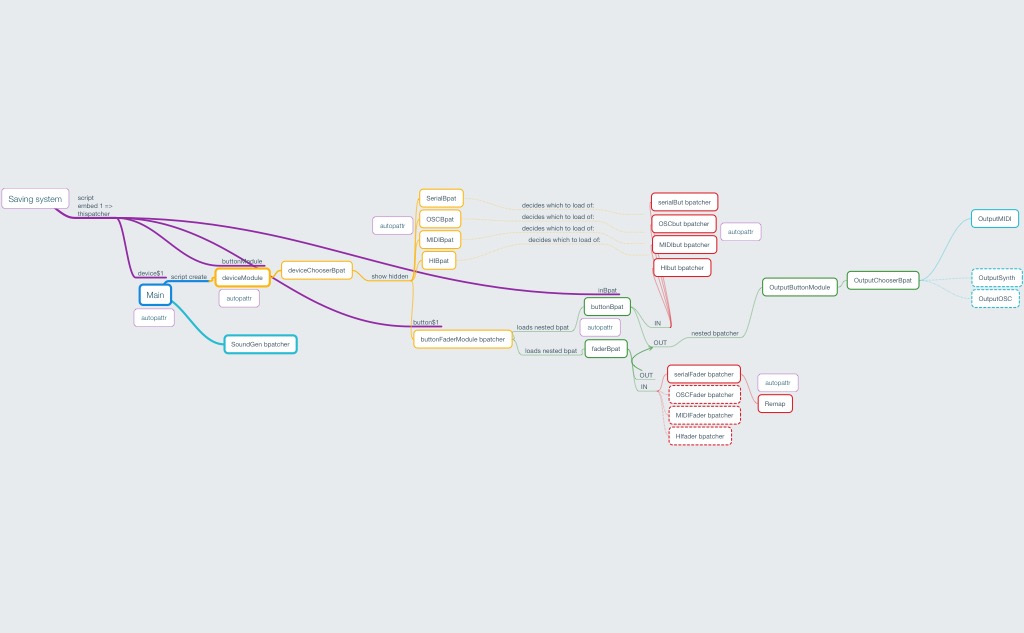 Saving system
script
embed 1 =>
thispatcher
device$1
script create
Main
autopattr
SoundGen bpatcher
buttonModule
deviceModule
autopattr
deviceChooserBpat
show hidden
autopattr
SerialBpat
OSCBpat
MIDIBpat
HIBpat
button$1
buttonFaderModule bpatcher
decides which to load of:
decides which to load of:
decides which to load of:
decides which to load of:
inBpat
buttonBpat
loads nested bpat
autopattr
loads nested bpat
faderBpat
serialBut bpatcher
OSCbut bpatcher
autopattr
MIDIbut bpatcher
HIbut bpatcher
IN
OUT
nested bpatcher
OUT
IN
serialFader bpatcher
OSCFader bpatcher
MIDIFader bpatcher
HIfader bpatcher
autopattr
Remap
OutputButtonModule
OutputChooserBpat
OutputMIDI
OutputSynth
OutputOSC